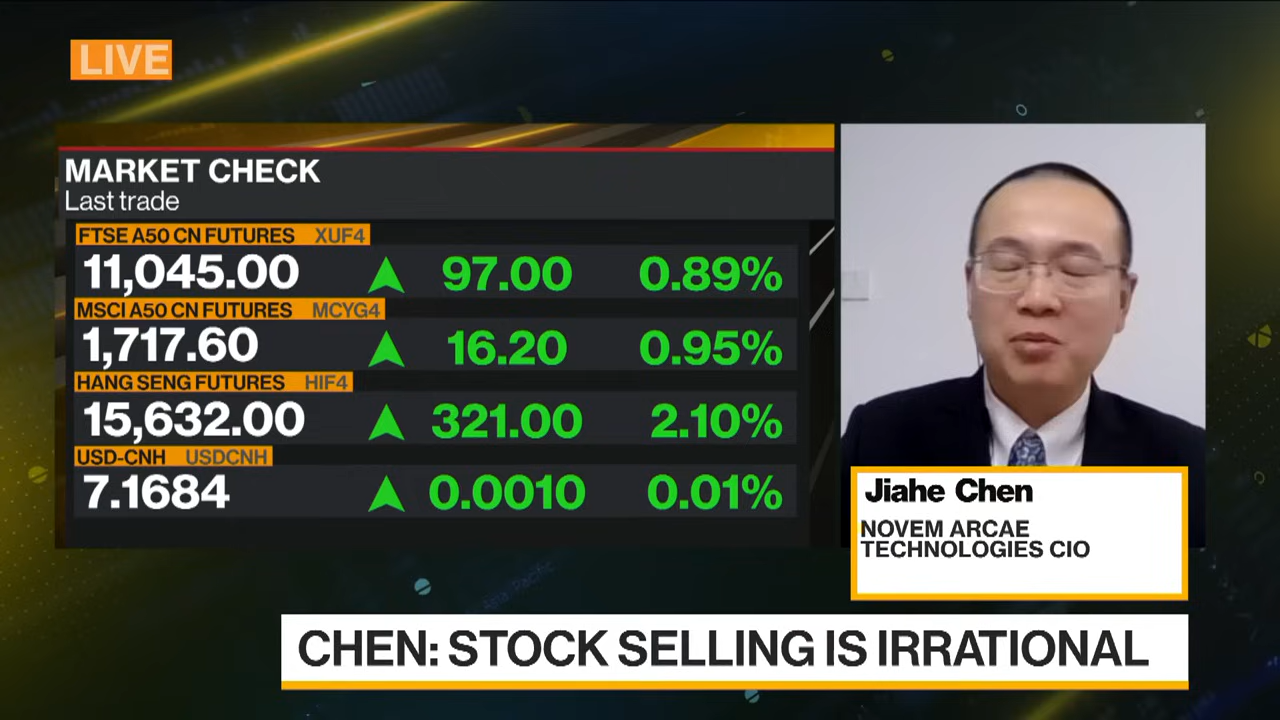 LIVE
MARKET CHECK
Last trade
FTSE A50 CN FUTURES XUF4
11,045.00 97.00 0.89%
MSCI A50 CN FUTURES MCYG4
1,717.60 16.20 0.95%
HANG SENG FUTURES HIF4
15,632.00 321.00 2.10%
USD-CNH USDCNH
7.1684 0.0010 0.01%
Jiahe Chen
NOVEM ARCAE
TECHNOLOGIES CIO
Asia Pacific
CHEN: STOCK SELLING IS IRRATIONAL